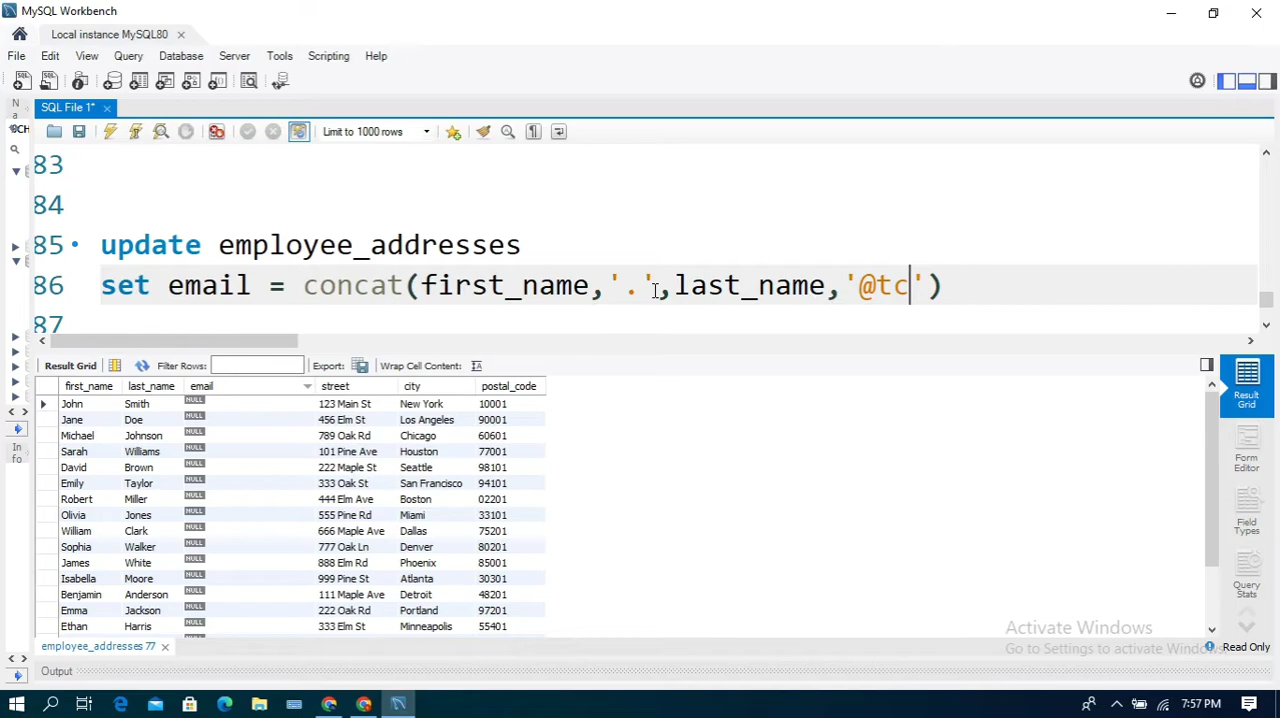 MySQL Workbench
Local instance MySQL80
File Edit View Query Database Server Tools Scripting Help
SQL File 1*
Limit to 1000 rows
83
84
85 update employee_addresses
86 set email = concat(first_name,'.',last_name,'@tc')
87
Result Grid Filter Rows: Export: Wrap Cell Content:
first_name last_name email street city postal_code
John Smith NULL 123 Main St New York 10001
Jane Doe NULL 456 Elm St Los Angeles 90001
Michael Johnson NULL 789 Oak Rd Chicago 60601
Sarah Williams NULL 101 Pine Ave Houston 77001
David Brown NULL 222 Maple St Seattle 98101
Emily Taylor NULL 333 Oak St San Francisco 94101
Robert Miller NULL 444 Elm Ave Boston 02201
Olivia Jones NULL 555 Pine Rd Miami 33101
William Clark NULL 666 Maple Ave Dallas 75201
Sophia Walker NULL 777 Oak Ln Denver 80201
James White NULL 888 Elm Rd Phoenix 85001
Isabella Moore NULL 999 Pine St Atlanta 30301
Benjamin Anderson NULL 111 Maple Ave Detroit 48201
Emma Jackson NULL 222 Oak Rd Portland 97201
Ethan Harris NULL 333 Elm St Minneapolis 55401
Result Grid
Form Editor
Field Types
Query Stats
employee_addresses 77
Read Only
Output
Activate Windows
Go to Settings to activate Windows.
7:57 PM